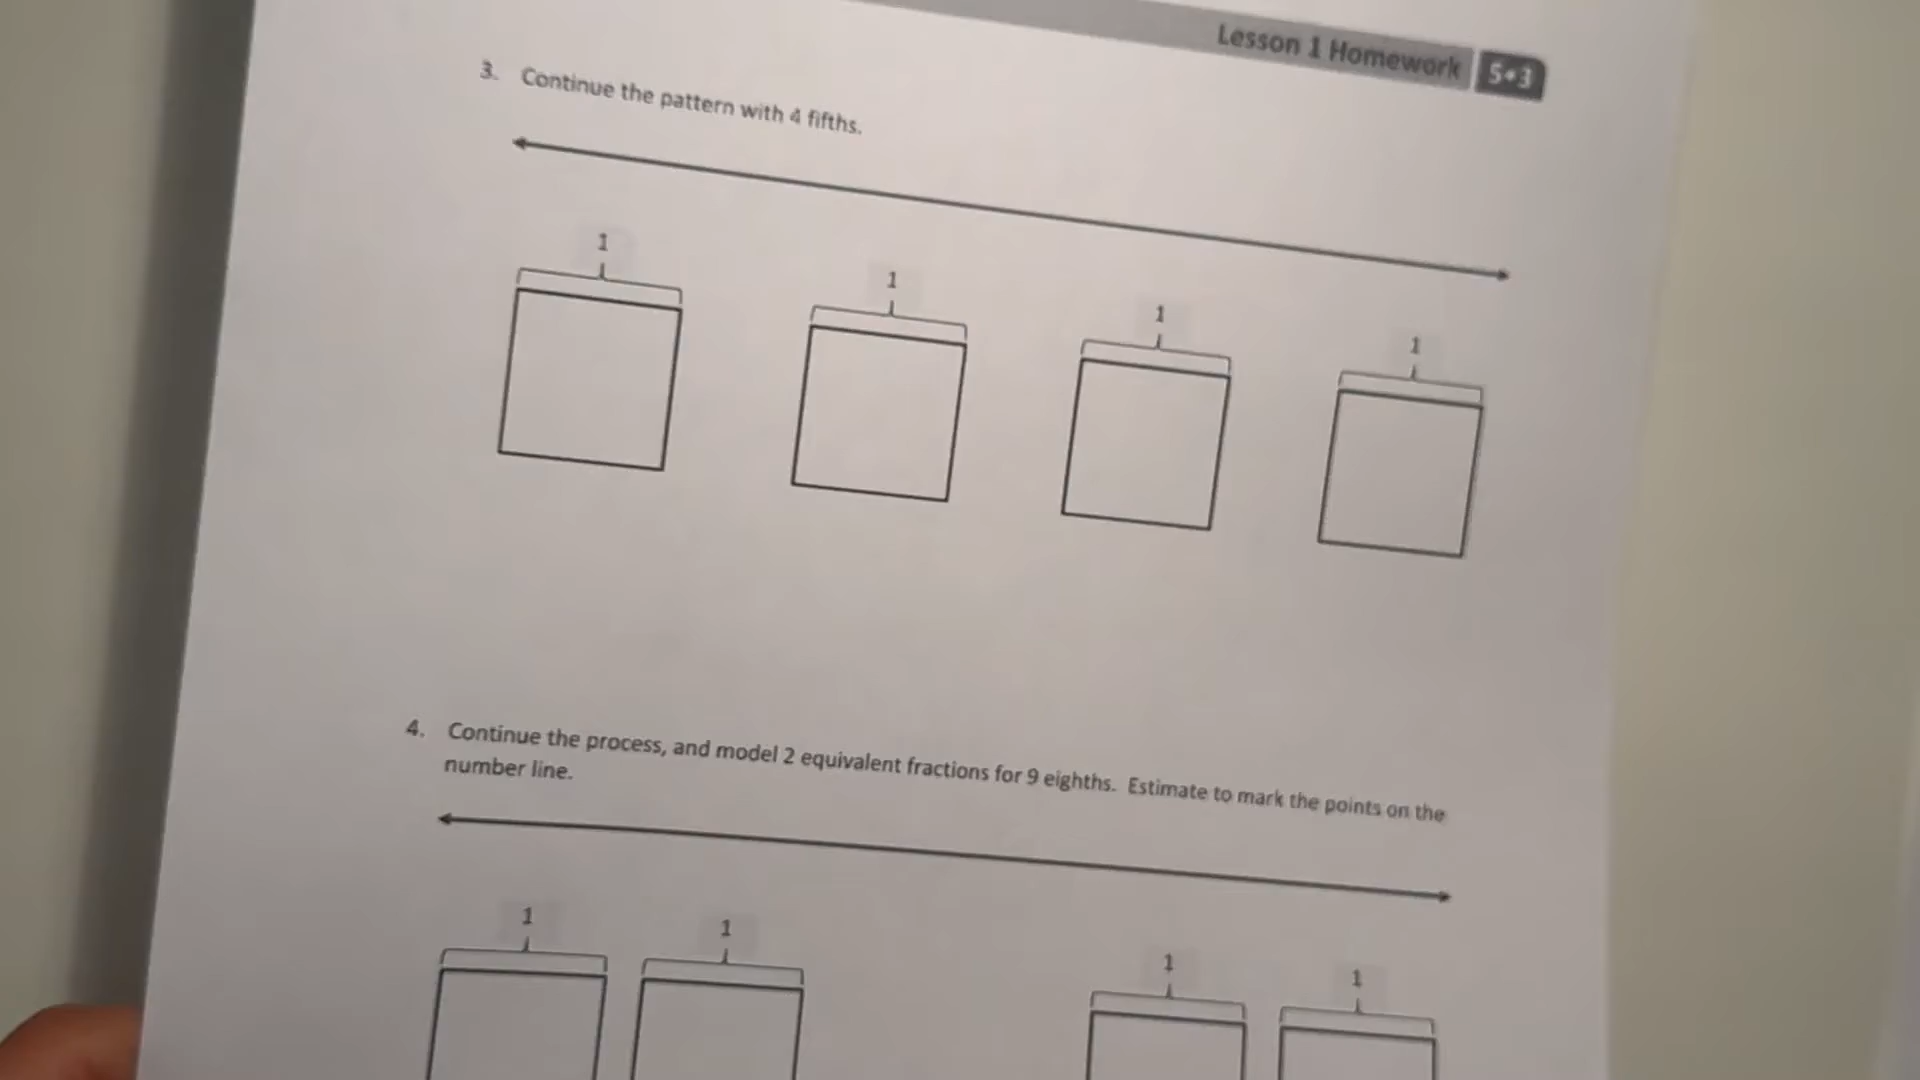 Lesson 1 Homework 5•3
3. Continue the pattern with 4 fifths.
1
1
1
1
4. Continue the process, and model 2 equivalent fractions for 9 eighths. Estimate to mark the points on the
number line.
1
1
1
1